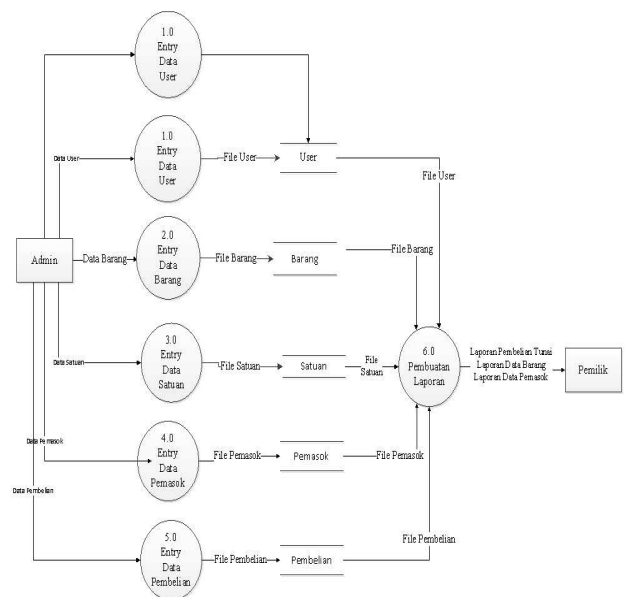 1.0
Entry
Data
User
1.0
Entry
Data
User
Data User
File User
User
File User
Admin
Data Barang
2.0
Entry
Data
Barang
File Barang
Barang
File Barang
Data Satuan
3.0
Entry
Data
Satuan
File Satuan
Satuan
File
Satuan
6.0
Pembuatan
Laporan
Laporan Pembelian Tunai
Laporan Data Barang
Laporan Data Pemasok
Pemilik
Data Pemasok
4.0
Entry
Data
Pemasok
File Pemasok
Pemasok
File Pemasok
Data Pembelian
5.0
Entry
Data
Pembelian
File Pembelian
Pembelian
File Pembelian